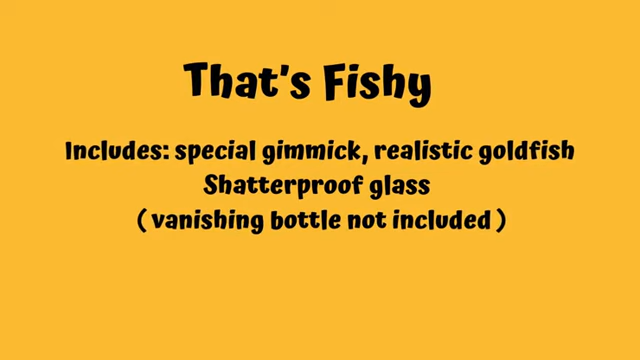 That's Fishy
Includes: special gimmick, realistic goldfish
Shatterproof glass
( vanishing bottle not included )